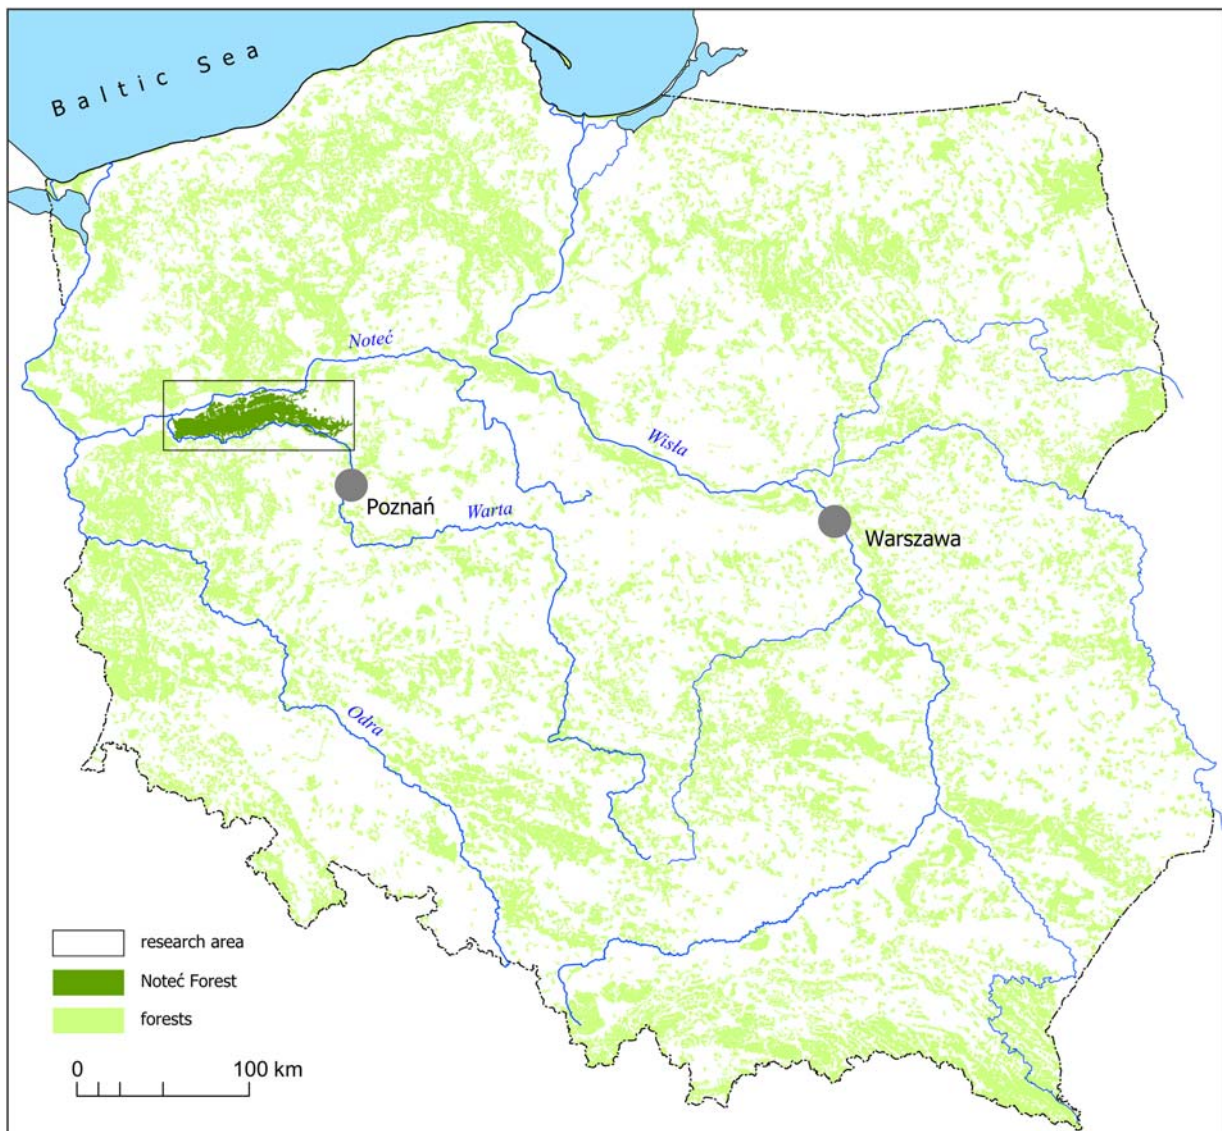 Baltic Sea
Noteć
Wisła
Poznań
Warta
Warszawa
Odra
research area
Noteć Forest
forests
0 100 km